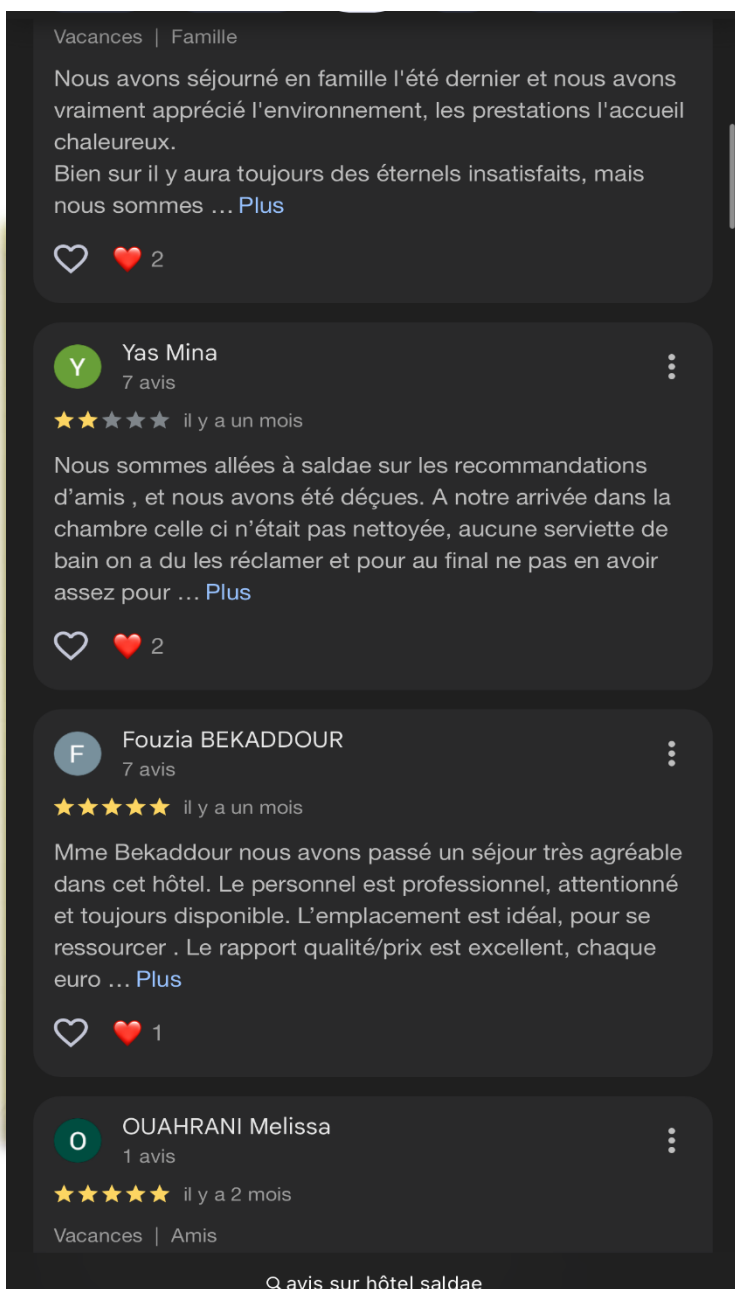 Vacances | Famille
Nous avons séjourné en famille l'été dernier et nous avons
vraiment apprécié l'environnement, les prestations l'accueil
chaleureux.
Bien sur il y aura toujours des éternels insatisfaits, mais
nous sommes … Plus
2
Yas Mina
Y
7 avis
il y a un mois
Nous sommes allées à saldae sur les recommandations
d’amis , et nous avons été déçues. A notre arrivée dans la
chambre celle ci n’était pas nettoyée, aucune serviette de
bain on a du les réclamer et pour au final ne pas en avoir
assez pour … Plus
2
Fouzia BEKADDOUR
F
7 avis
il y a un mois
Mme Bekaddour nous avons passé un séjour très agréable
dans cet hôtel. Le personnel est professionnel, attentionné
et toujours disponible. L’emplacement est idéal, pour se
ressourcer . Le rapport qualité/prix est excellent, chaque
euro … Plus
1
OUAHRANI Melissa
O
1 avis
il y a 2 mois
Vacances | Amis
avis sur hôtel saldae